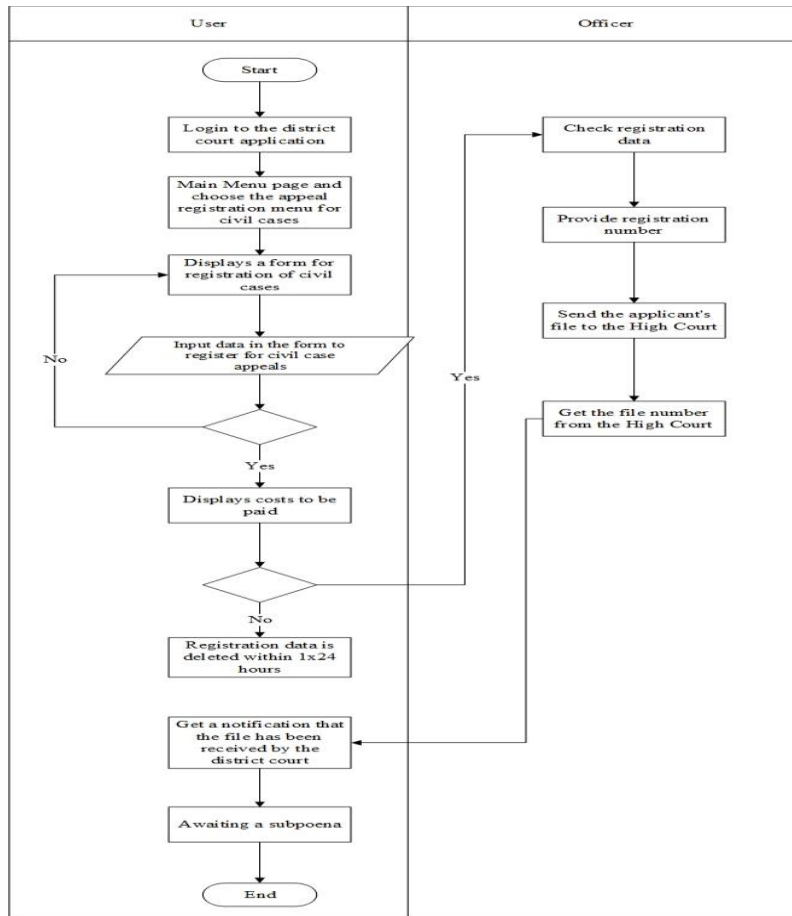 User
Officer
Start
Login to the district
court application
Main Menu page and
choose the appeal
registration menu for
civil cases
Displays a form for
registration of civil
cases
Input data in the form to
register for civil case
appeals
No
Yes
Displays costs to be
paid
Yes
No
Registration data is
deleted within 1x24
hours
Check registration
data
Provide registration
number
Send the applicant's
file to the High Court
Get the file number
from the High Court
Get a notification that
the file has been
received by the
district court
Awaiting a subpoena
End